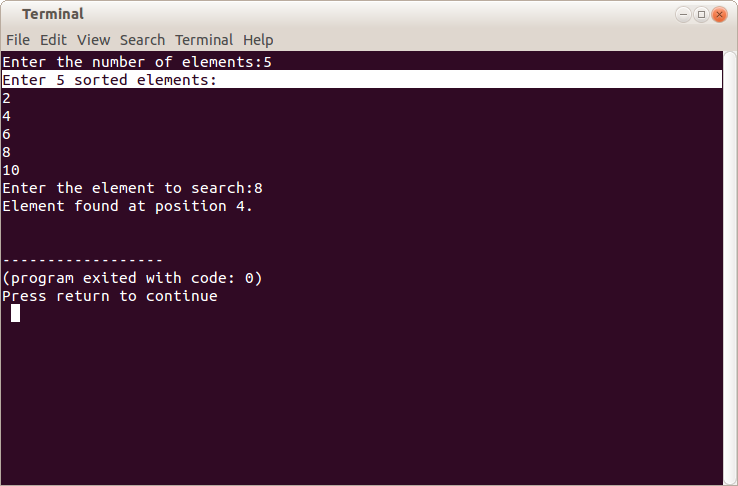 Terminal
File Edit View Search Terminal Help
Enter the number of elements:5
Enter 5 sorted elements:
2
4
6
8
10
Enter the element to search:8
Element found at position 4.
------------------
(program exited with code: 0)
Press return to continue